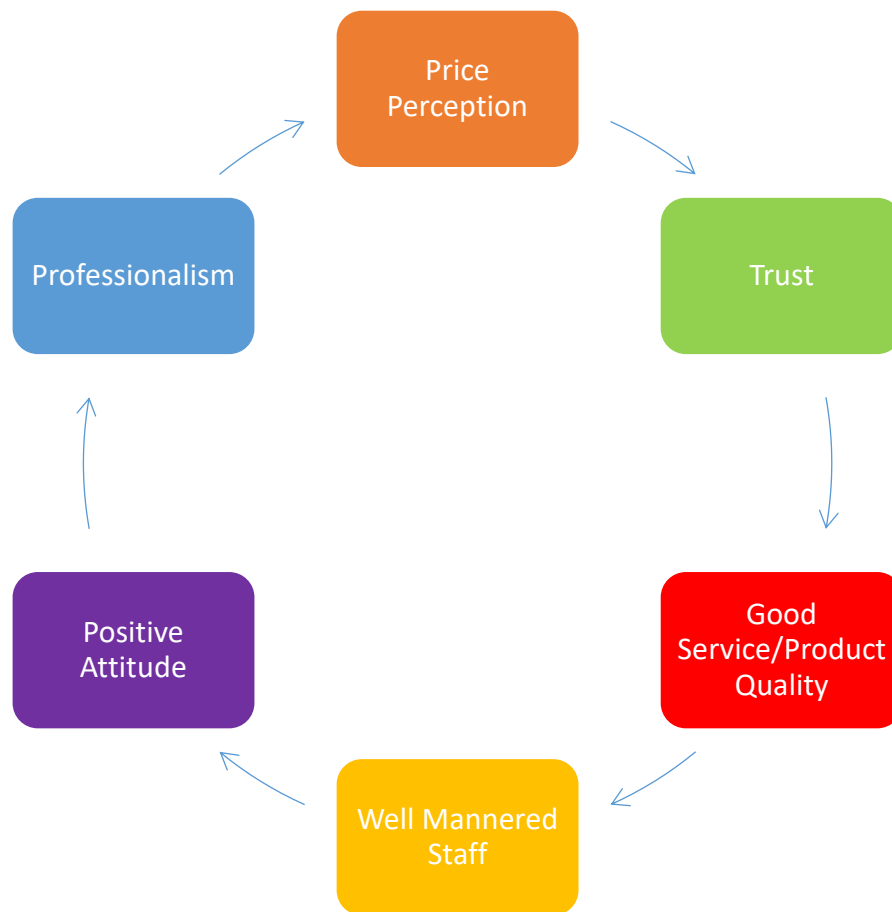 Price
Perception
Trust
Good
Service/Product
Quality
Well Mannered
Staff
Positive
Attitude
Professionalism